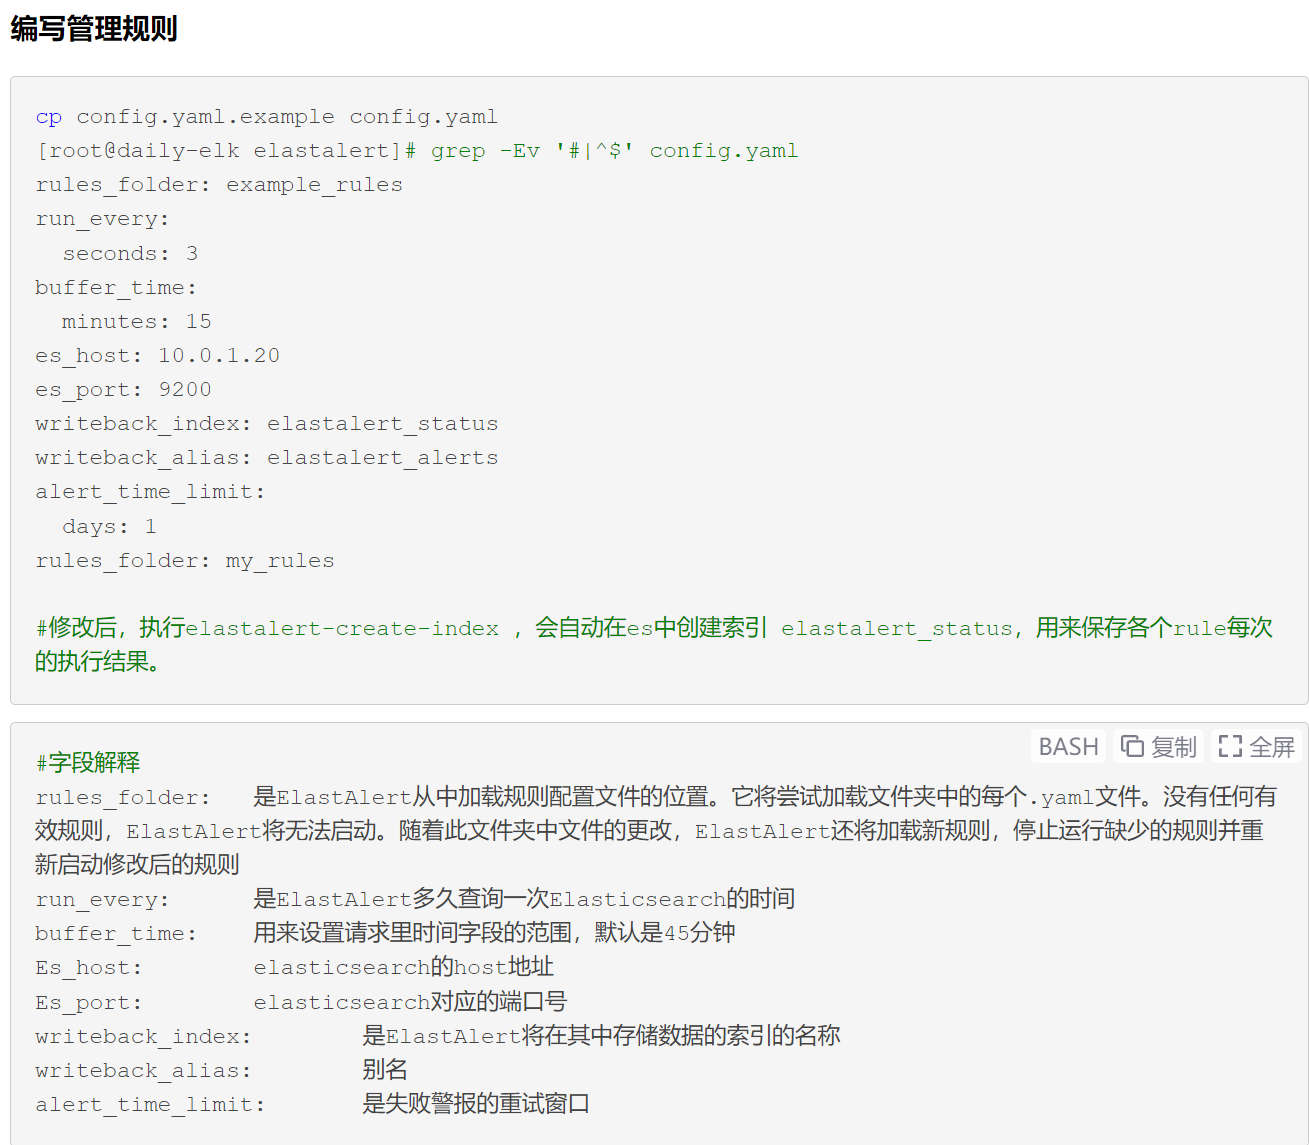 编写管理规则
cp config.yaml.example config.yaml
[root@daily-elk elastalert]# grep -Ev '#|^$' config.yaml
rules_folder: example_rules
run_every:
  seconds: 3
buffer_time:
  minutes: 15
es_host: 10.0.1.20
es_port: 9200
writeback_index: elastalert_status
writeback_alias: elastalert_alerts
alert_time_limit:
  days: 1
rules_folder: my_rules
#修改后，执行elastalert-create-index ，会自动在es中创建索引 elastalert_status，用来保存各个rule每次
的执行结果。
BASH 复制 全屏
#字段解释
rules_folder:   是ElastAlert从中加载规则配置文件的位置。它将尝试加载文件夹中的每个.yaml文件。没有任何有
效规则，ElastAlert将无法启动。随着此文件夹中文件的更改，ElastAlert还将加载新规则，停止运行缺少的规则并重
新启动修改后的规则
run_every:      是ElastAlert多久查询一次Elasticsearch的时间
buffer_time:    用来设置请求里时间字段的范围，默认是45分钟
Es_host:        elasticsearch的host地址
Es_port:        elasticsearch对应的端口号
writeback_index:        是ElastAlert将在其中存储数据的索引的名称
writeback_alias:        别名
alert_time_limit:       是失败警报的重试窗口